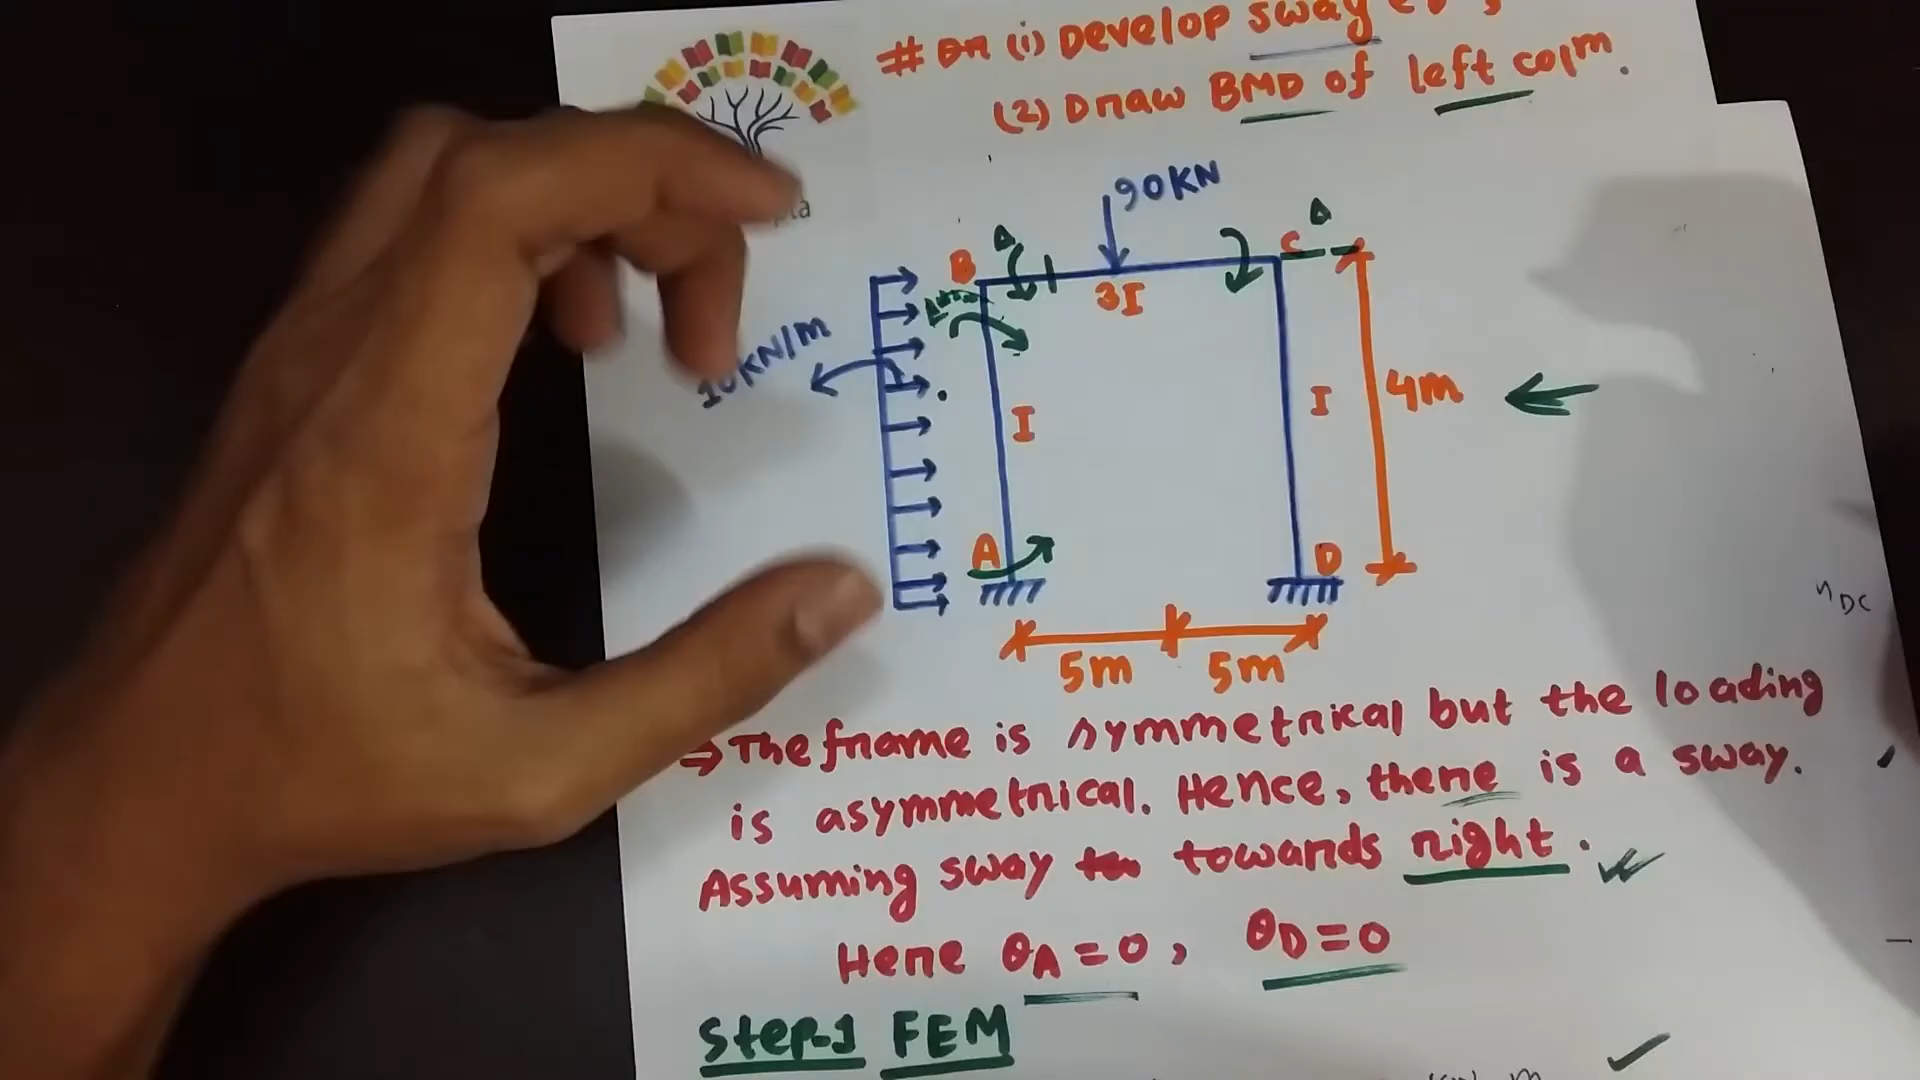 # Qn (i) Develop sway
(2) Draw BMD of left colm.
90KN
Δ
Δ
B
C
3I
10KN/m
I
I
4m
A
D
5m
5m
DC
→ The frame is symmetrical but the loading
is asymmetrical. Hence, there is a sway.
Assuming sway towards right.
Here θA = 0, θD = 0
Step-1 FEM